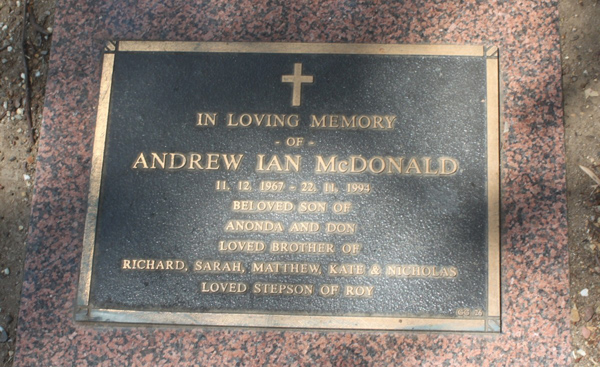 IN LOVING MEMORY
- OF -
ANDREW IAN McDONALD
11. 12. 1967 - 22. 11. 1994
BELOVED SON OF
ANONDA AND DON
LOVED BROTHER OF
RICHARD, SARAH, MATTHEW, KATE & NICHOLAS
LOVED STEPSON OF ROY